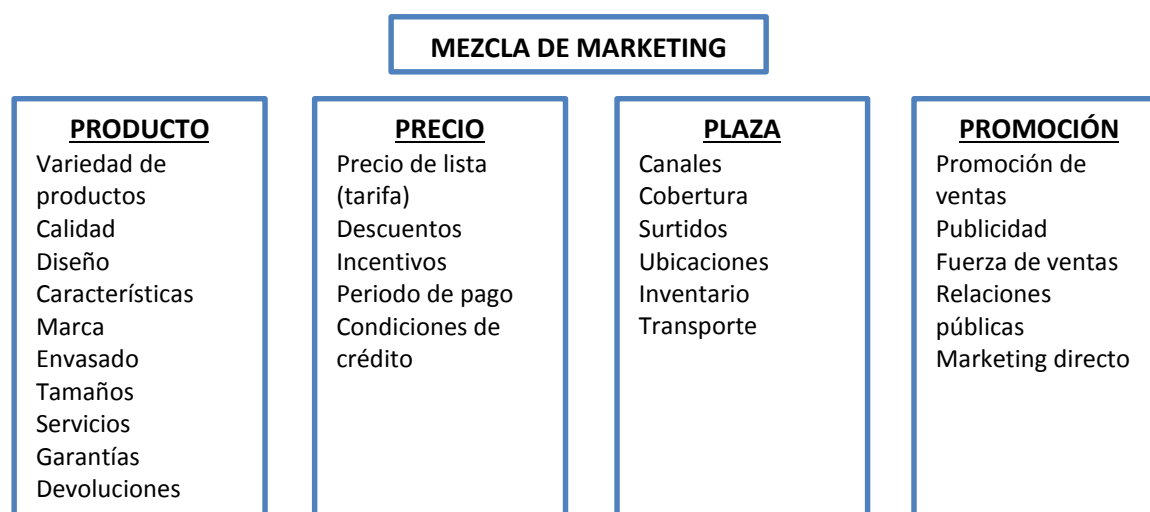 MEZCLA DE MARKETING
PRODUCTO
Variedad de
productos
Calidad
Diseño
Características
Marca
Envasado
Tamaños
Servicios
Garantías
Devoluciones
PRECIO
Precio de lista
(tarifa)
Descuentos
Incentivos
Periodo de pago
Condiciones de
crédito
PLAZA
Canales
Cobertura
Surtidos
Ubicaciones
Inventario
Transporte
PROMOCIÓN
Promoción de
ventas
Publicidad
Fuerza de ventas
Relaciones
públicas
Marketing directo